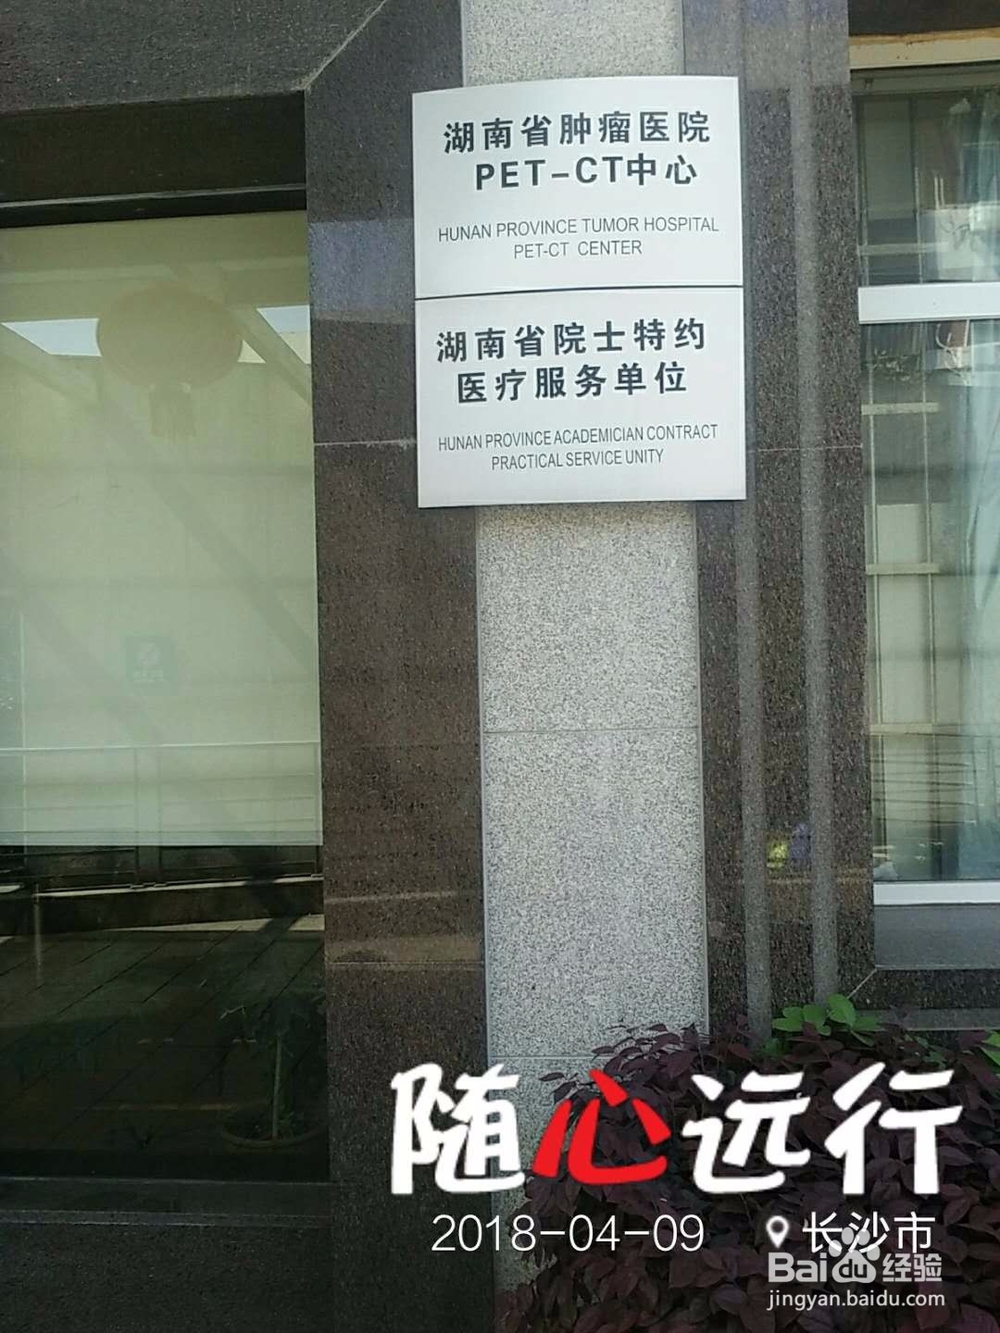 湖南省肿瘤医院
PET-CT中心
HUNAN PROVINCE TUMOR HOSPITAL
PET-CT CENTER
湖南省院士特约
医疗服务单位
HUNAN PROVINCE ACADEMICIAN CONTRACT
PRACTICAL SERVICE UNITY
随心远行
2018-04-09 长沙市
Baidu经验
jingyan.baidu.com